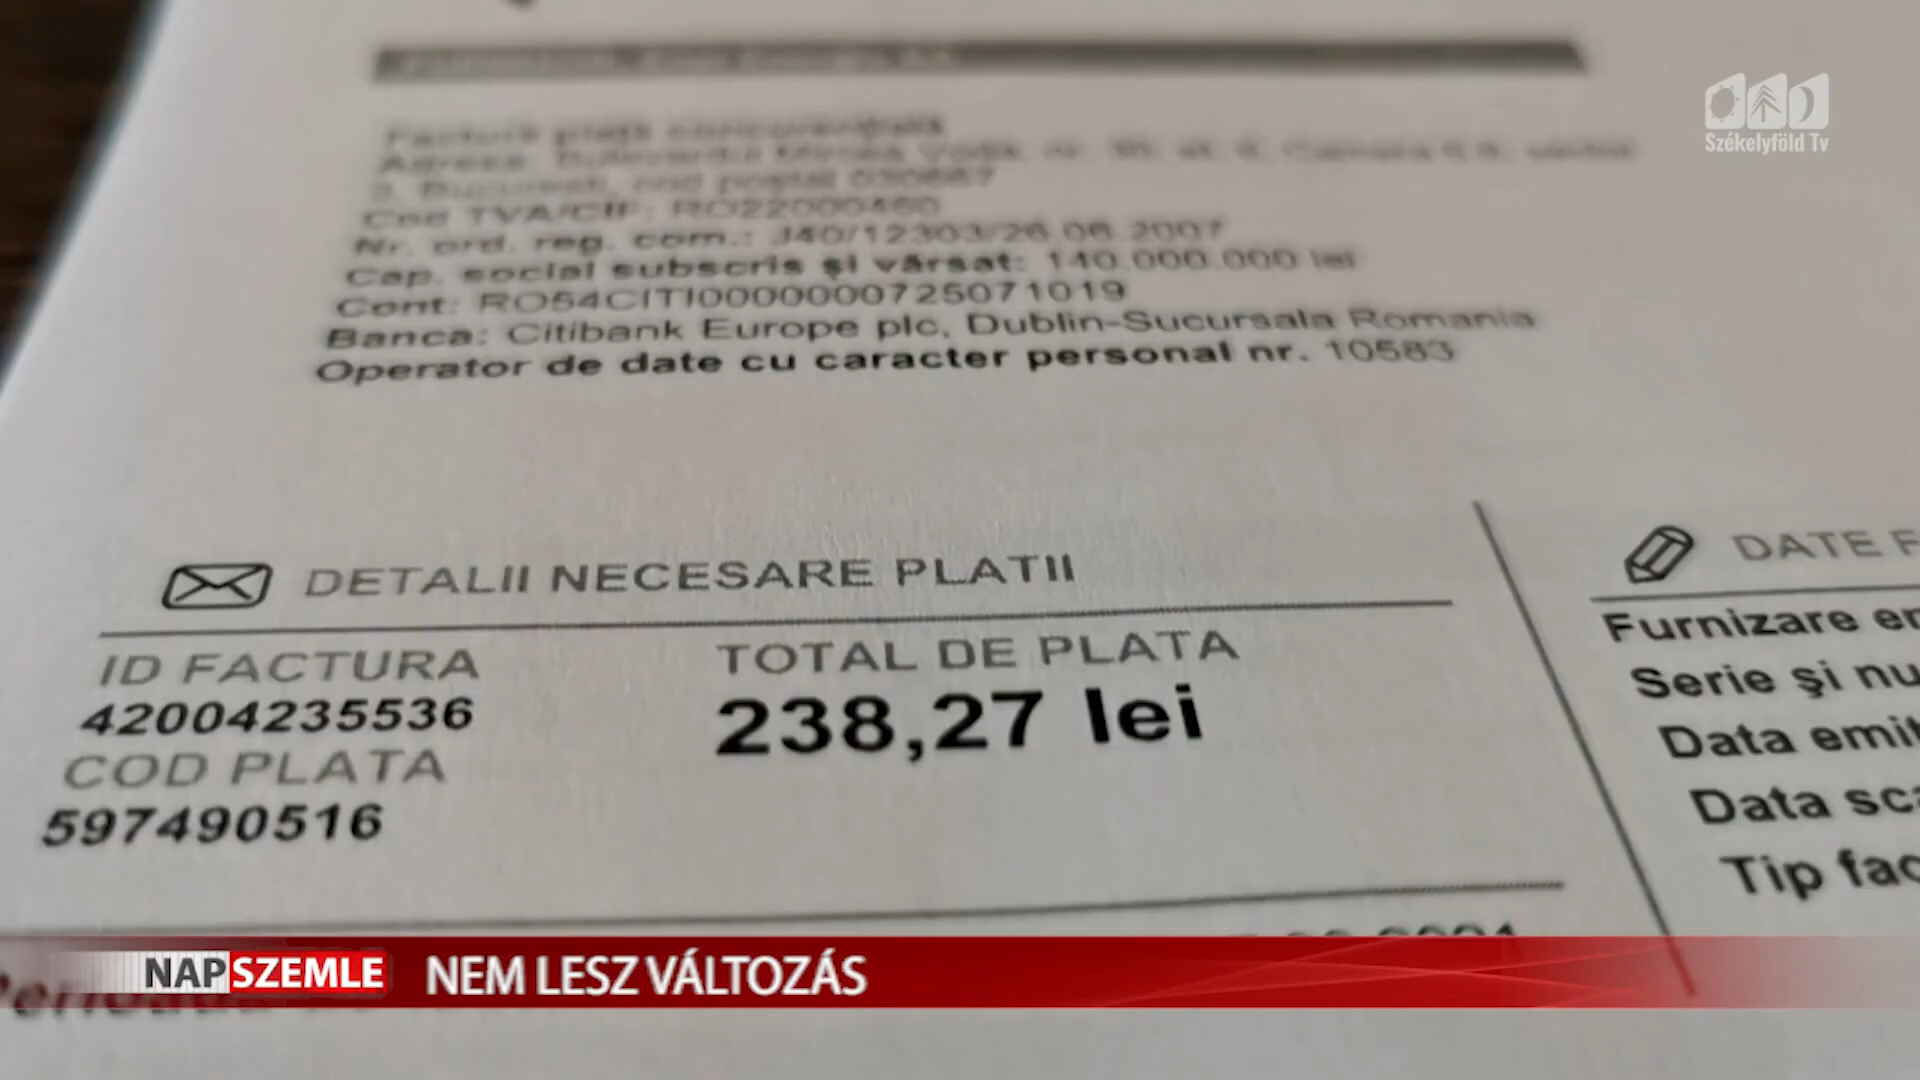 Székelyföld Tv
Cod TVA/CIF: RO22000460
Nr. ord. reg. com.: J40/12303/26.06.2007
Cap. social subscris şi vărsat: 140.000.000 lei
Cont: RO54CITI0000000725071019
Banca: Citibank Europe plc, Dublin-Sucursala Romania
Operator de date cu caracter personal nr. 10583
DETALII NECESARE PLATII
ID FACTURA
42004235536
COD PLATA
597490516
TOTAL DE PLATA
238,27 lei
DATE
Furnizare
Serie şi
Data
Data
Tip
NAPSZEMLE NEM LESZ VÁLTOZÁS